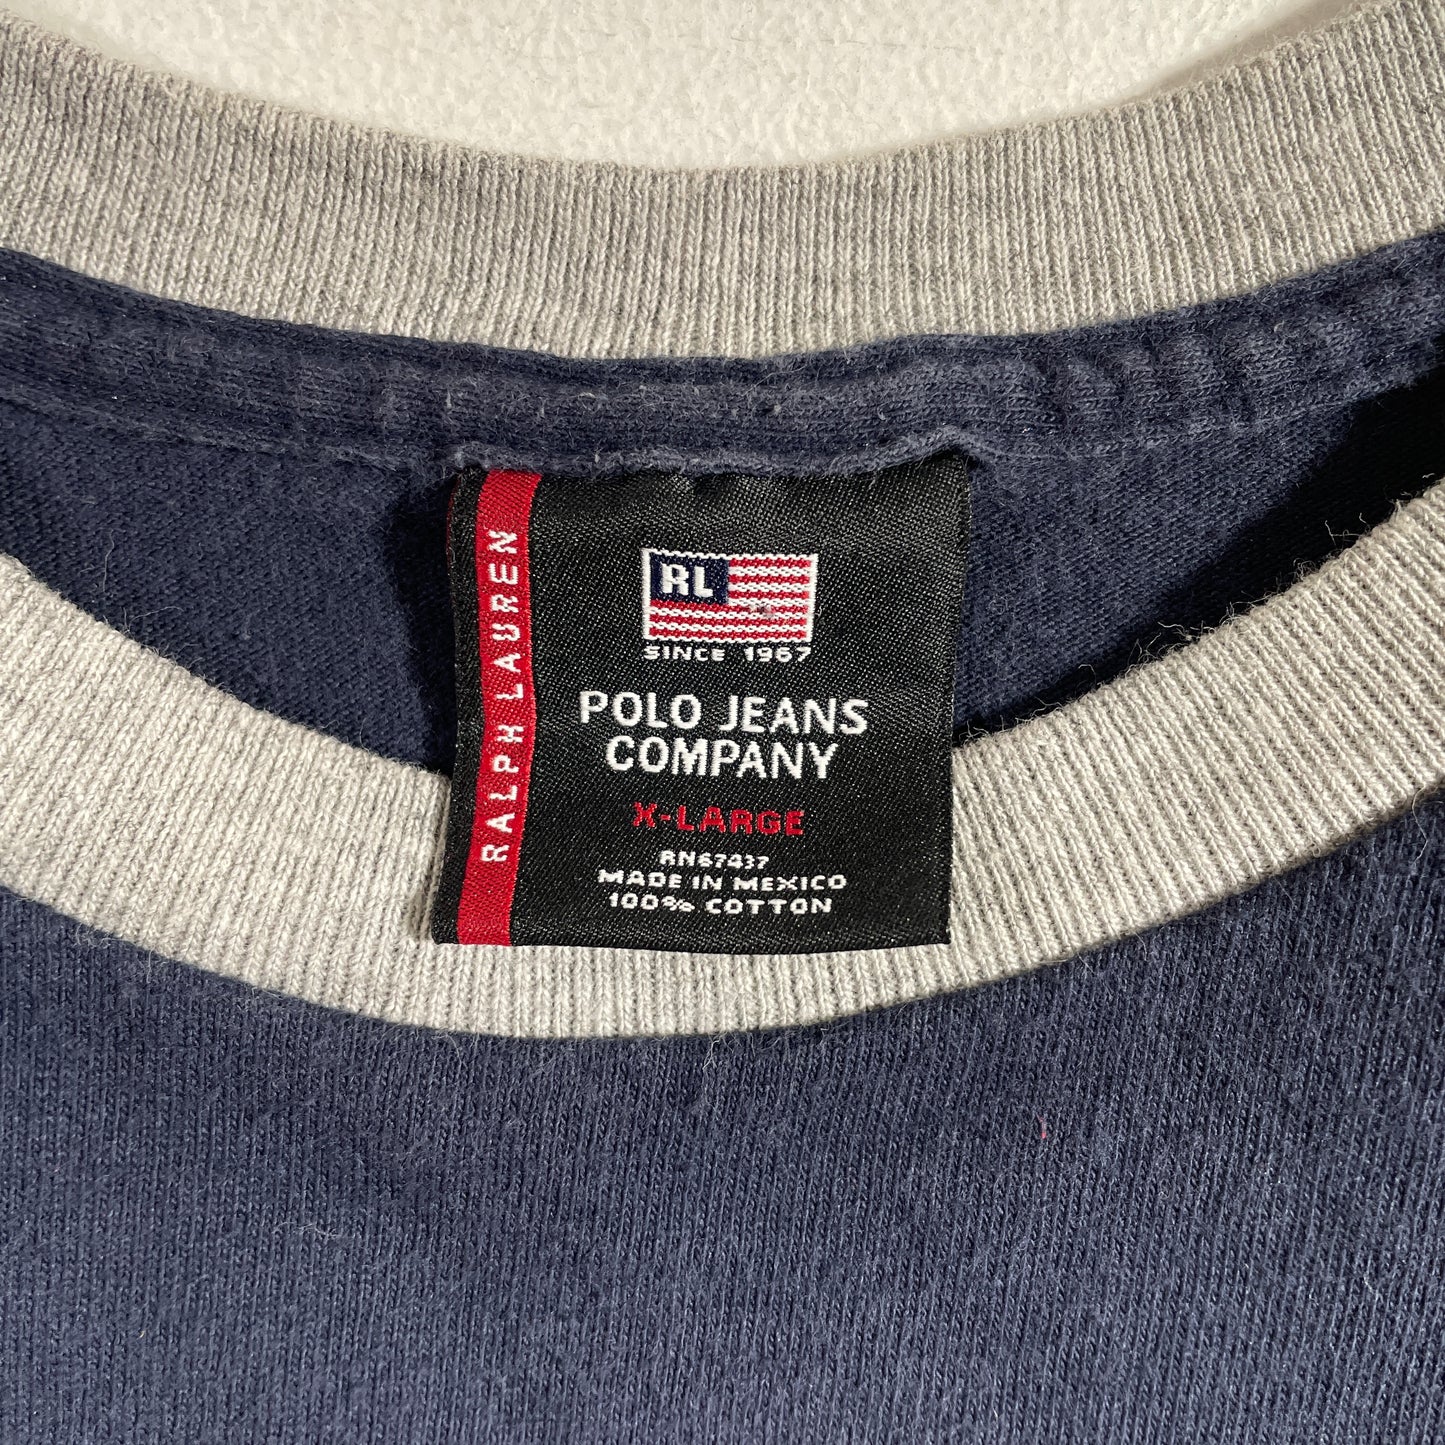 RALPH LAUREN
RL
SINCE 1967
POLO JEANS
COMPANY
X-LARGE
RN67437
MADE IN MEXICO
100% COTTON